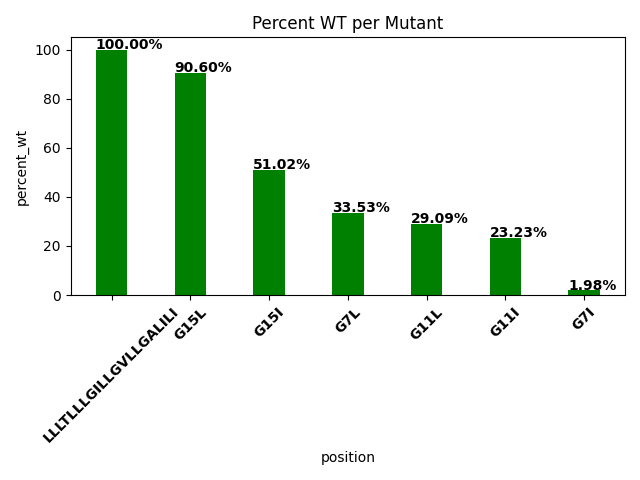 Percent WT per Mutant
percent_wt
100
80
60
40
20
0
100.00%
90.60%
51.02%
33.53%
29.09%
23.23%
1.98%
LLLTLLLGILLGVLLGALILI
G15L
G15I
G7L
G11L
G11I
G7I
position